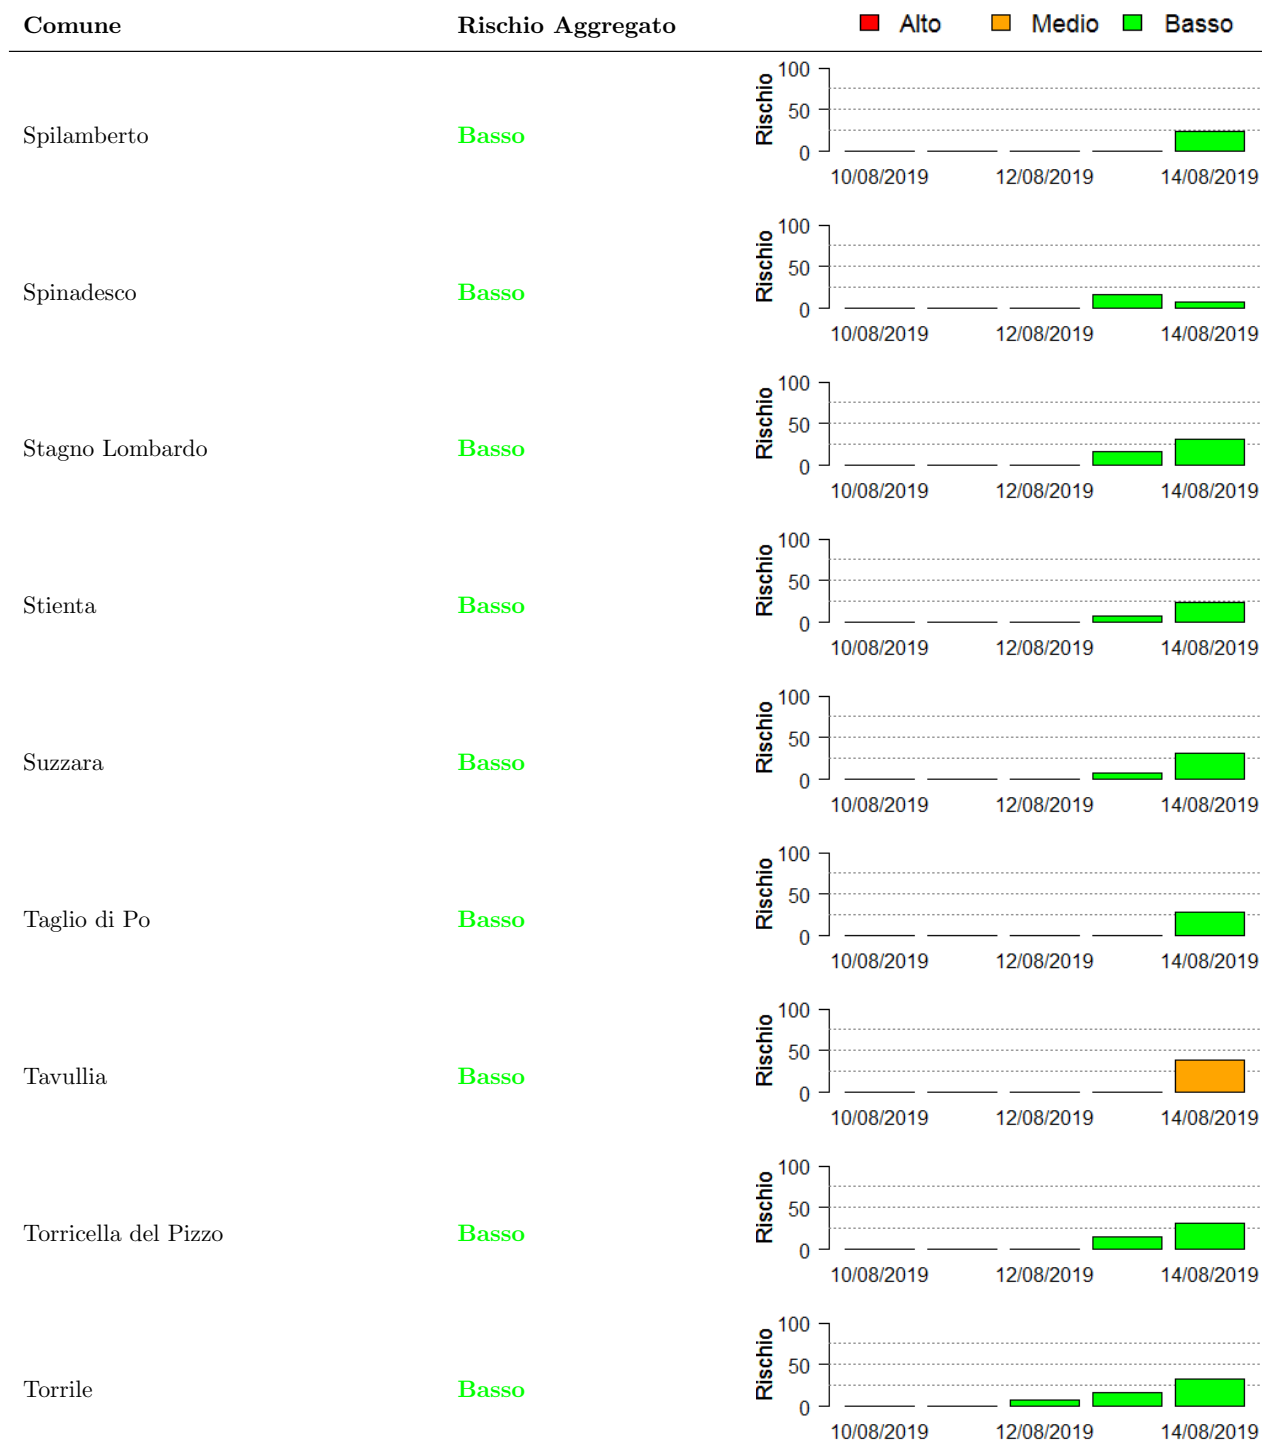 Comune Rischio Aggregato Alto Medio Basso
Spilamberto Basso
Rischio
100
50
0
10/08/2019 12/08/2019 14/08/2019
Spinadesco Basso
Rischio
100
50
0
10/08/2019 12/08/2019 14/08/2019
Stagno Lombardo Basso
Rischio
100
50
0
10/08/2019 12/08/2019 14/08/2019
Stienta Basso
Rischio
100
50
0
10/08/2019 12/08/2019 14/08/2019
Suzzara Basso
Rischio
100
50
0
10/08/2019 12/08/2019 14/08/2019
Taglio di Po Basso
Rischio
100
50
0
10/08/2019 12/08/2019 14/08/2019
Tavullia Basso
Rischio
100
50
0
10/08/2019 12/08/2019 14/08/2019
Torricella del Pizzo Basso
Rischio
100
50
0
10/08/2019 12/08/2019 14/08/2019
Torrile Basso
Rischio
100
50
0
10/08/2019 12/08/2019 14/08/2019